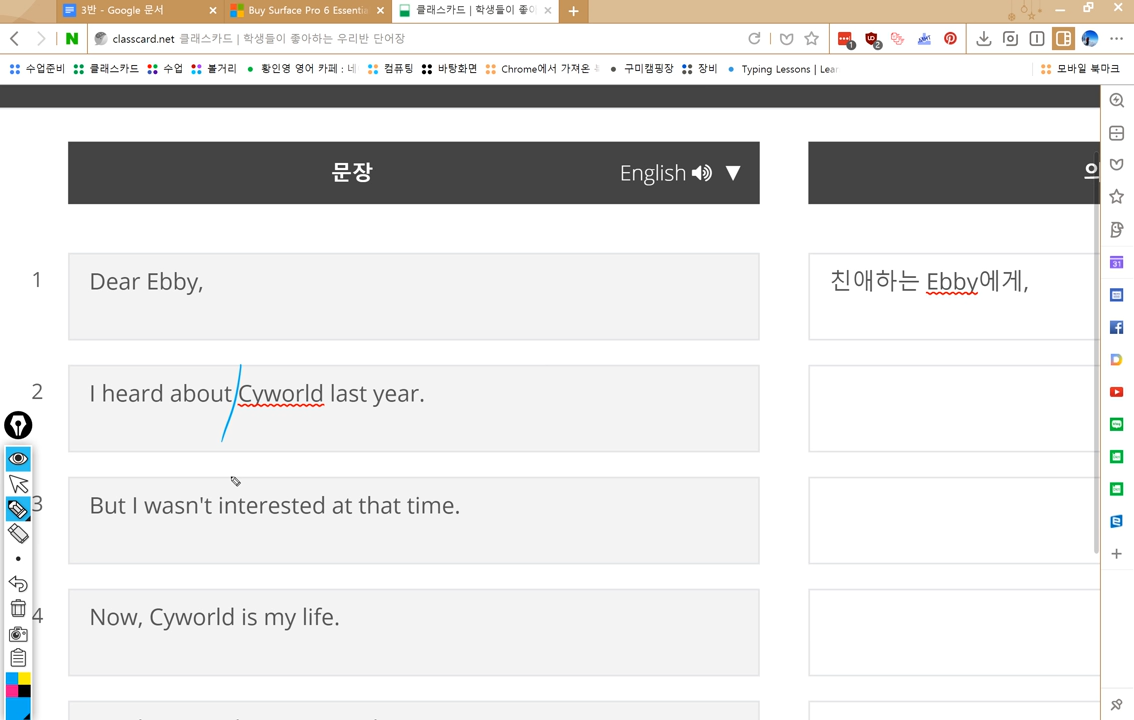 3반 - Google 문서
Buy Surface Pro 6 Essentia
클래스카드 | 학생들이 좋아하
classcard.net 클래스카드 | 학생들이 좋아하는 우리반 단어장
수업준비 클래스카드 수업 볼거리 황인영 영어 카페 : 네 컴퓨팅 바탕화면 Chrome에서 가져온 구미캠핑장 장비 Typing Lessons | Lear 모바일 북마크
문장 English
1 Dear Ebby, 친애하는 Ebby에게,
2 I heard about Cyworld last year.
3 But I wasn't interested at that time.
4 Now, Cyworld is my life.